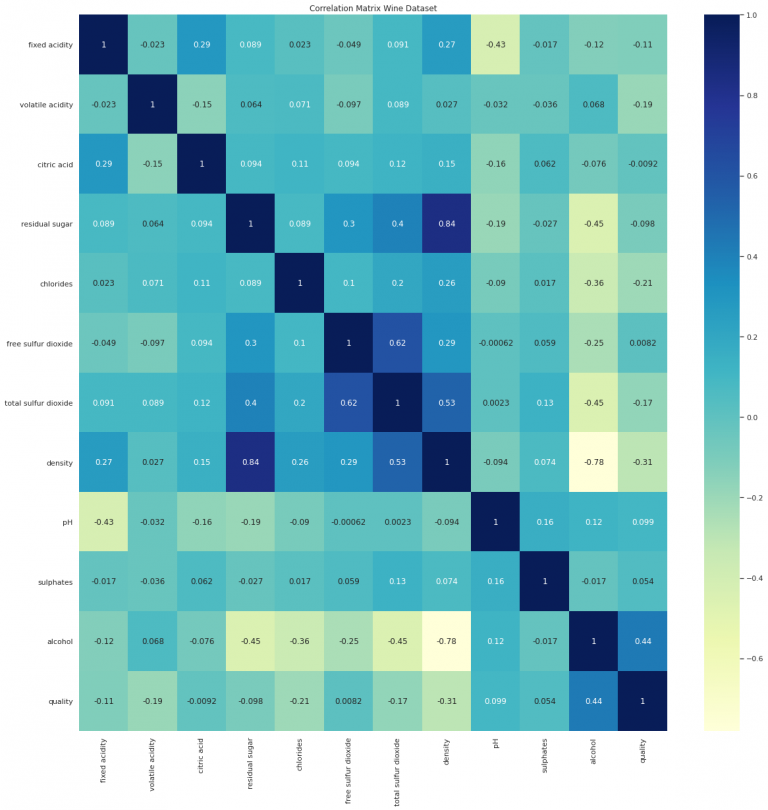 Correlation Matrix Wine Dataset
fixed acidity 1 -0.023 0.29 0.089 0.023 -0.049 0.091 0.27 -0.43 -0.017 -0.12 -0.11
volatile acidity -0.023 1 -0.15 0.064 0.071 -0.097 0.089 0.027 -0.032 -0.036 0.068 -0.19
citric acid 0.29 -0.15 1 0.094 0.11 0.094 0.12 0.15 -0.16 0.062 -0.076 -0.0092
residual sugar 0.089 0.064 0.094 1 0.089 0.3 0.4 0.84 -0.19 -0.027 -0.45 -0.098
chlorides 0.023 0.071 0.11 0.089 1 0.1 0.2 0.26 -0.09 0.017 -0.36 -0.21
free sulfur dioxide -0.049 -0.097 0.094 0.3 0.1 1 0.62 0.29 -0.00062 0.059 -0.25 0.0082
total sulfur dioxide 0.091 0.089 0.12 0.4 0.2 0.62 1 0.53 0.0023 0.13 -0.45 -0.17
density 0.27 0.027 0.15 0.84 0.26 0.29 0.53 1 -0.094 0.074 -0.78 -0.31
pH -0.43 -0.032 -0.16 -0.19 -0.09 -0.00062 0.0023 -0.094 1 0.16 0.12 0.099
sulphates -0.017 -0.036 0.062 -0.027 0.017 0.059 0.13 0.074 0.16 1 -0.017 0.054
alcohol -0.12 0.068 -0.076 -0.45 -0.36 -0.25 -0.45 -0.78 0.12 -0.017 1 0.44
quality -0.11 -0.19 -0.0092 -0.098 -0.21 0.0082 -0.17 -0.31 0.099 0.054 0.44 1
fixed acidity
volatile acidity
citric acid
residual sugar
chlorides
free sulfur dioxide
total sulfur dioxide
density
pH
sulphates
alcohol
quality
1.0
0.8
0.6
0.4
0.2
0.0
−0.2
−0.4
−0.6